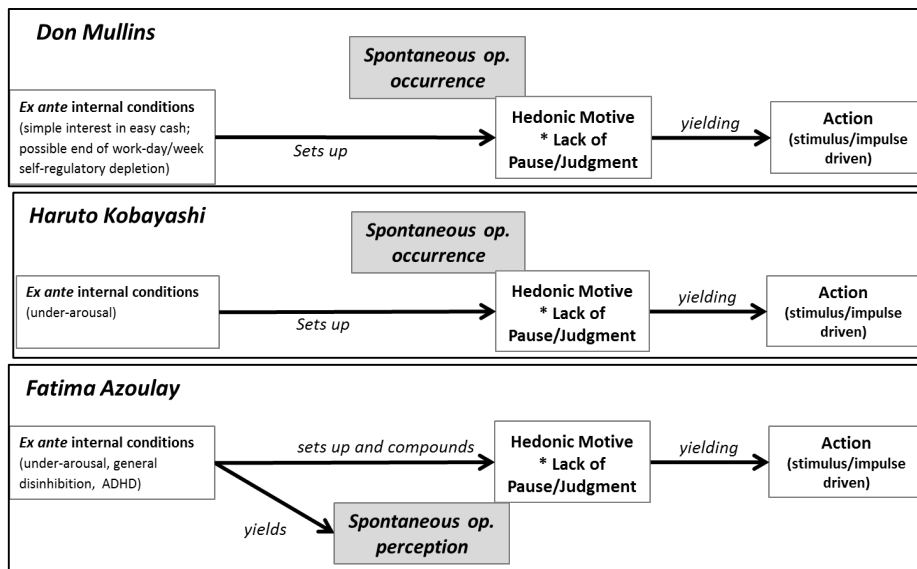 Don Mullins
Spontaneous op.
occurrence
Ex ante internal conditions
(simple interest in easy cash;
possible end of work-day/week
self-regulatory depletion)
Sets up
Hedonic Motive
* Lack of
Pause/Judgment
yielding
Action
(stimulus/impulse
driven)
Haruto Kobayashi
Spontaneous op.
occurrence
Ex ante internal conditions
(under-arousal)
Sets up
Hedonic Motive
* Lack of
Pause/Judgment
yielding
Action
(stimulus/impulse
driven)
Fatima Azoulay
Ex ante internal conditions
(under-arousal, general
disinhibition, ADHD)
sets up and compounds
Hedonic Motive
* Lack of
Pause/Judgment
yielding
Action
(stimulus/impulse
driven)
yields
Spontaneous op.
perception